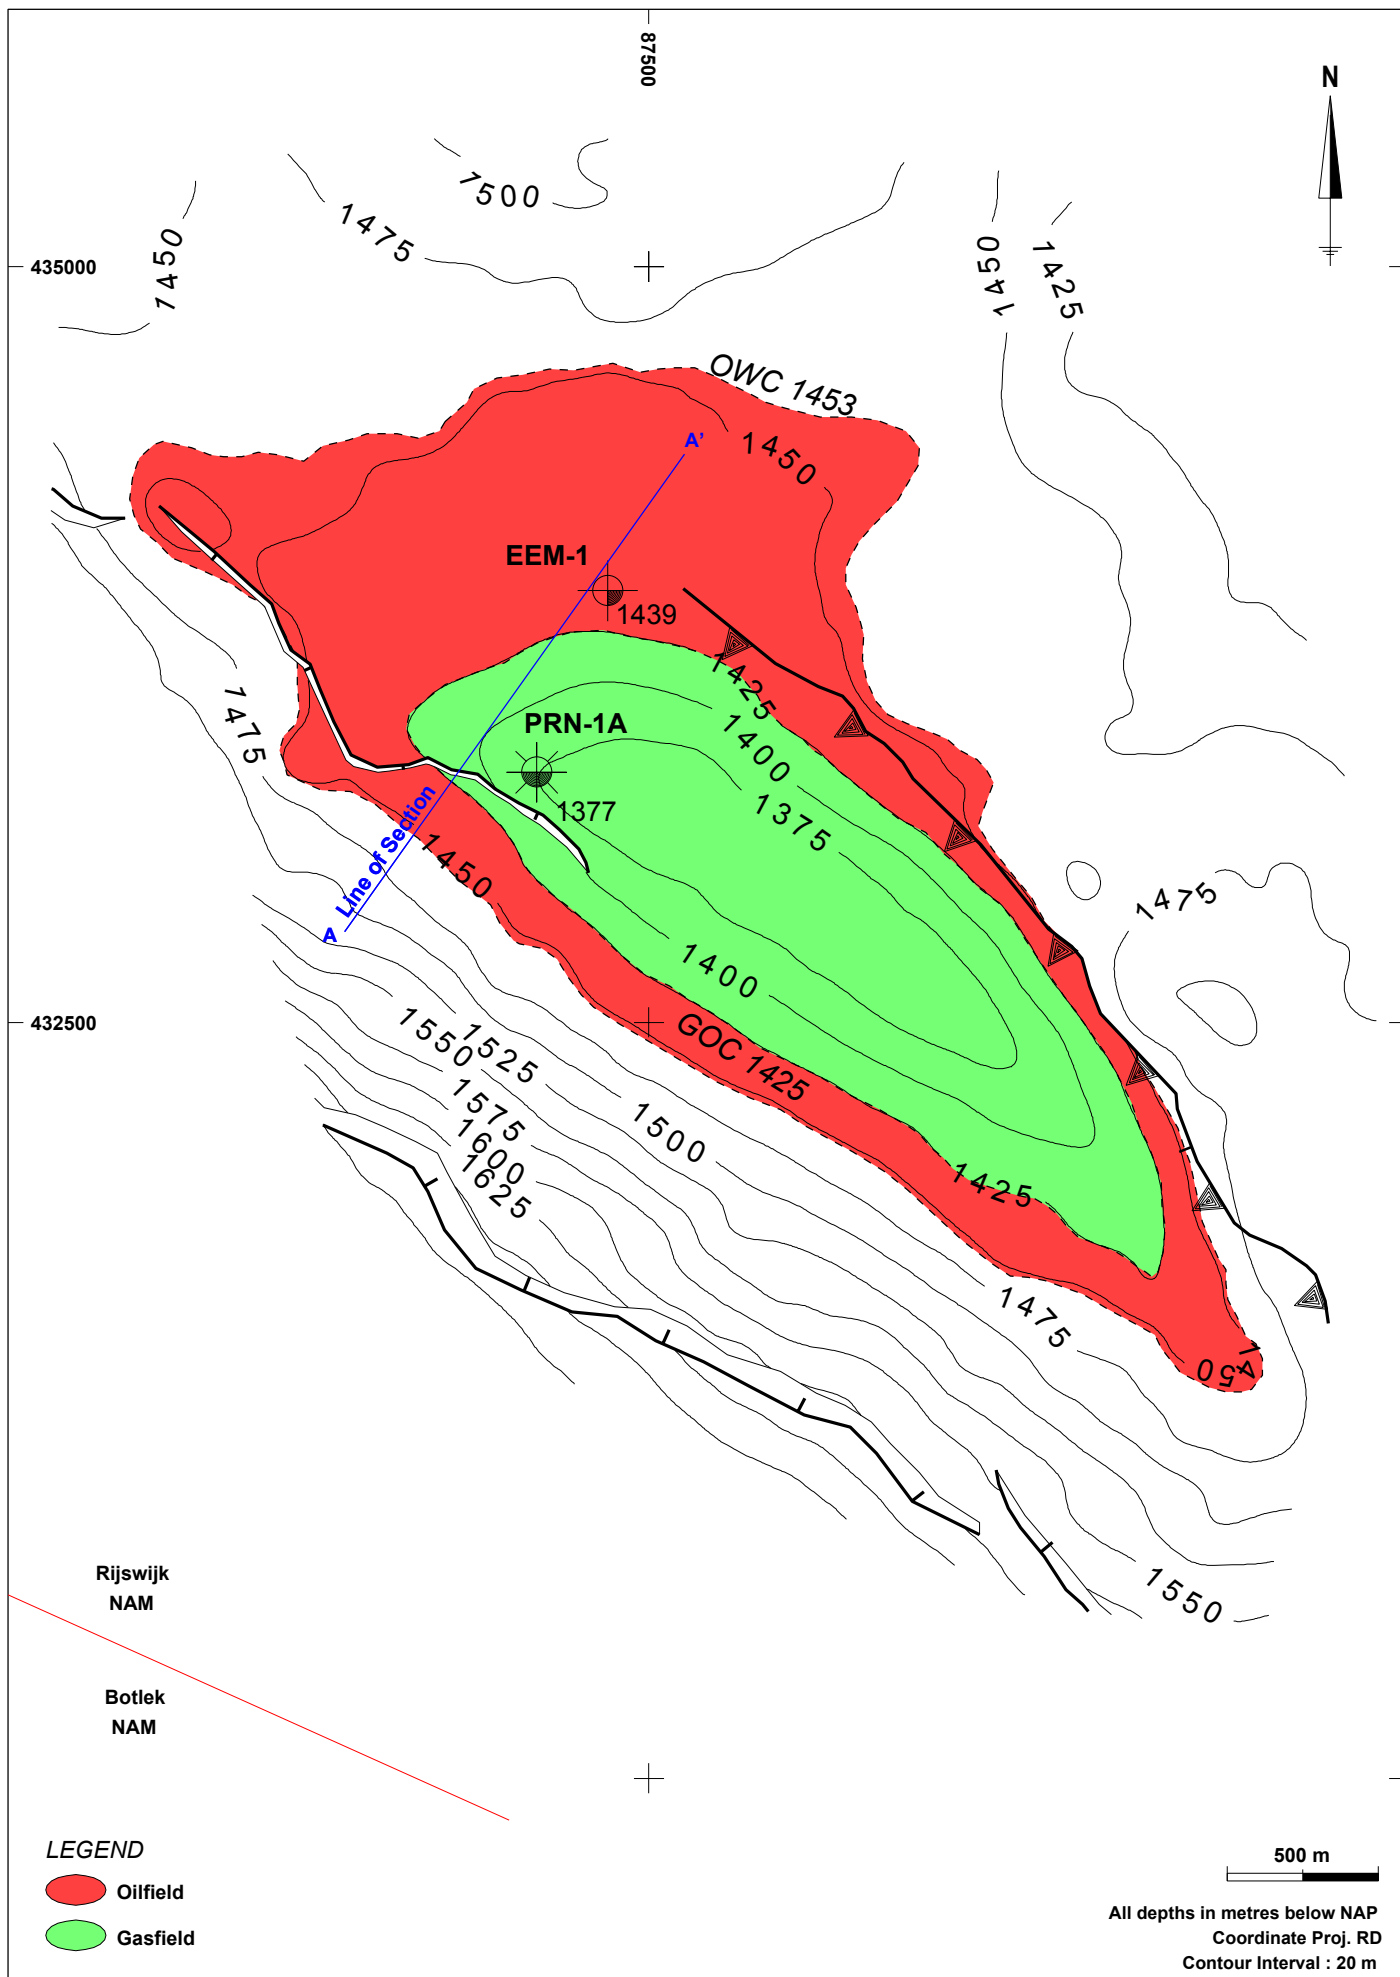 87500
N
1500
1475
1450
435000
1450
1425
OWC 1453
A'
1450
EEM-1
1439
1425
1475
PRN-1A
1400
1377
1375
Line of Section
1450
A
1475
1400
432500
GOC 1425
1550
1525
1575
1500
1600
1625
1425
1475
1450
1550
Rijswijk
NAM
Botlek
NAM
LEGEND
Oilfield
Gasfield
500 m
All depths in metres below NAP
Coordinate Proj. RD
Contour Interval : 20 m